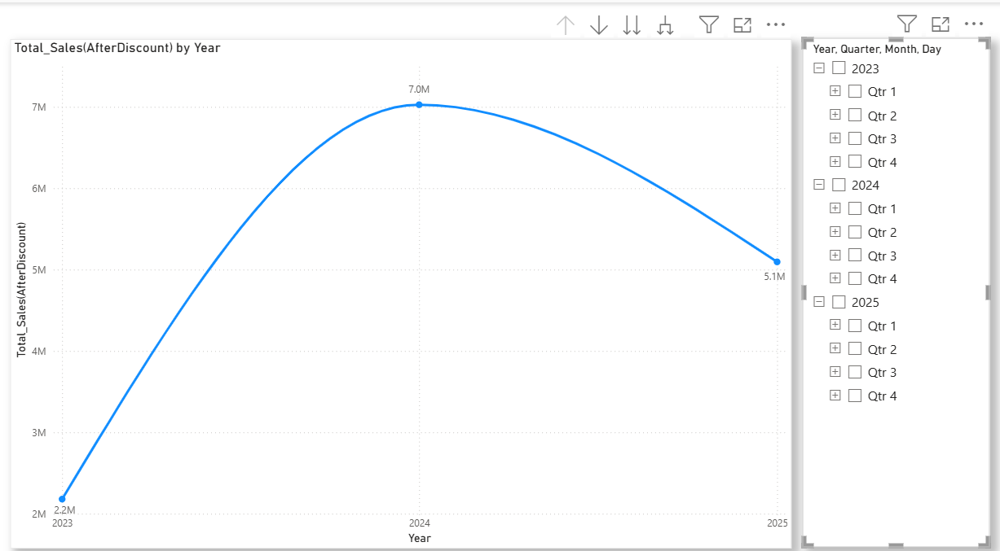 Total_Sales(AfterDiscount) by Year
7.0M
7M
6M
5M
4M
3M
2M
5.1M
2.2M
2023
2024
2025
Year
Total_Sales(AfterDiscount)
Year, Quarter, Month, Day
2023
Qtr 1
Qtr 2
Qtr 3
Qtr 4
2024
Qtr 1
Qtr 2
Qtr 3
Qtr 4
2025
Qtr 1
Qtr 2
Qtr 3
Qtr 4